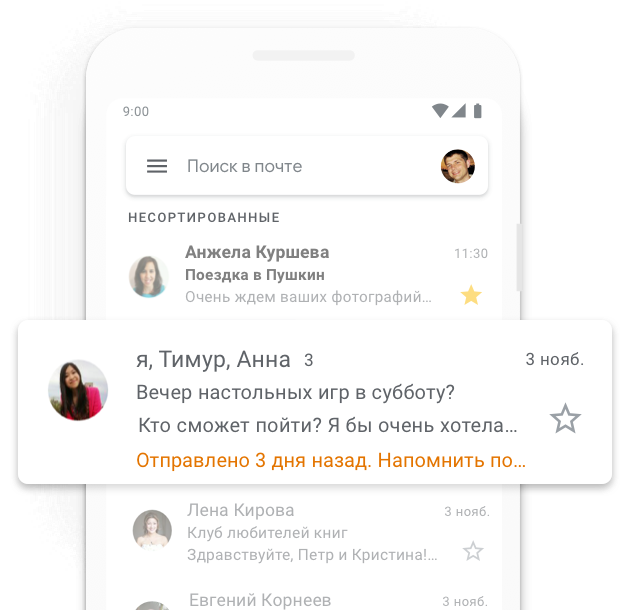 9:00
Поиск в почте
НЕСОРТИРОВАННЫЕ
Анжела Куршева 11:30
Поездка в Пушкин
Очень ждем ваших фотографий...
я, Тимур, Анна 3 3 нояб.
Вечер настольных игр в субботу?
Кто сможет пойти? Я бы очень хотела...
Отправлено 3 дня назад. Напомнить по...
Лена Кирова 3 нояб.
Клуб любителей книг
Здравствуйте, Петр и Кристина!...
Евгений Корнеев 3 нояб.